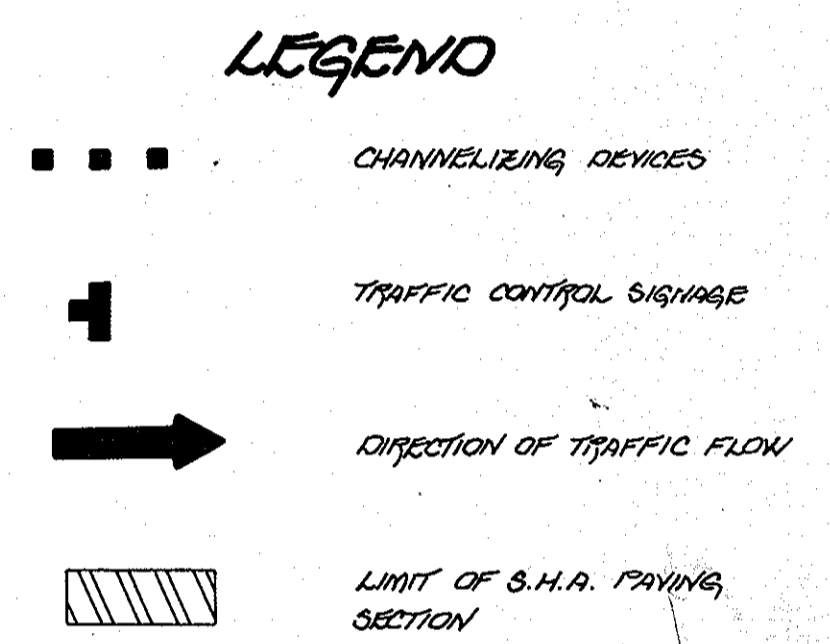 LEGEND
CHANNELIZING DEVICES
TRAFFIC CONTROL SIGNAGE
DIRECTION OF TRAFFIC FLOW
LIMIT OF S.H.A. PAVING
SECTION